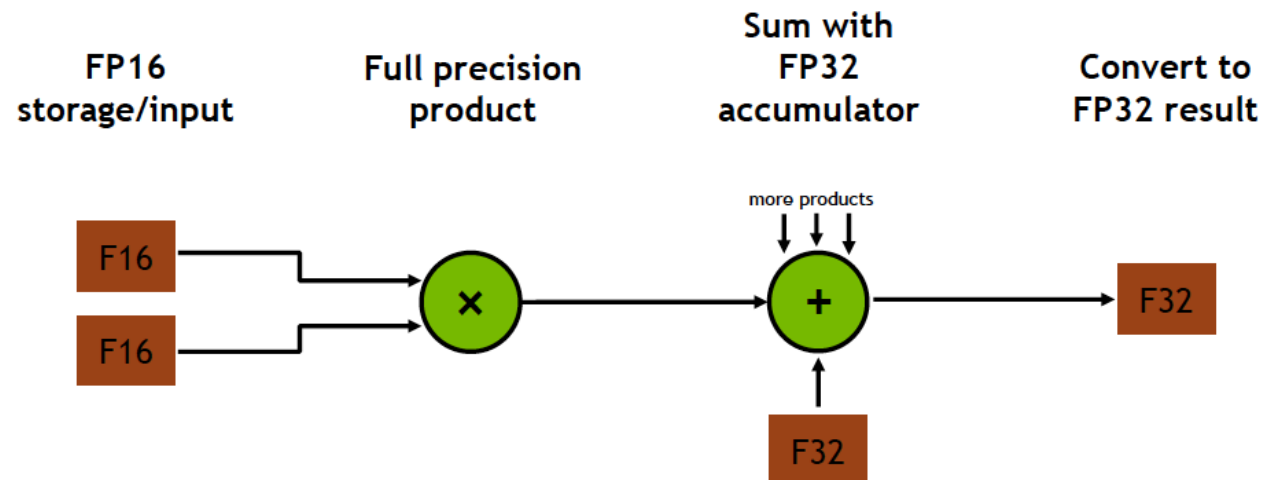 FP16
storage/input
Full precision
product
Sum with
FP32
accumulator
Convert to
FP32 result
more products
F16
F16
×
+
F32
F32